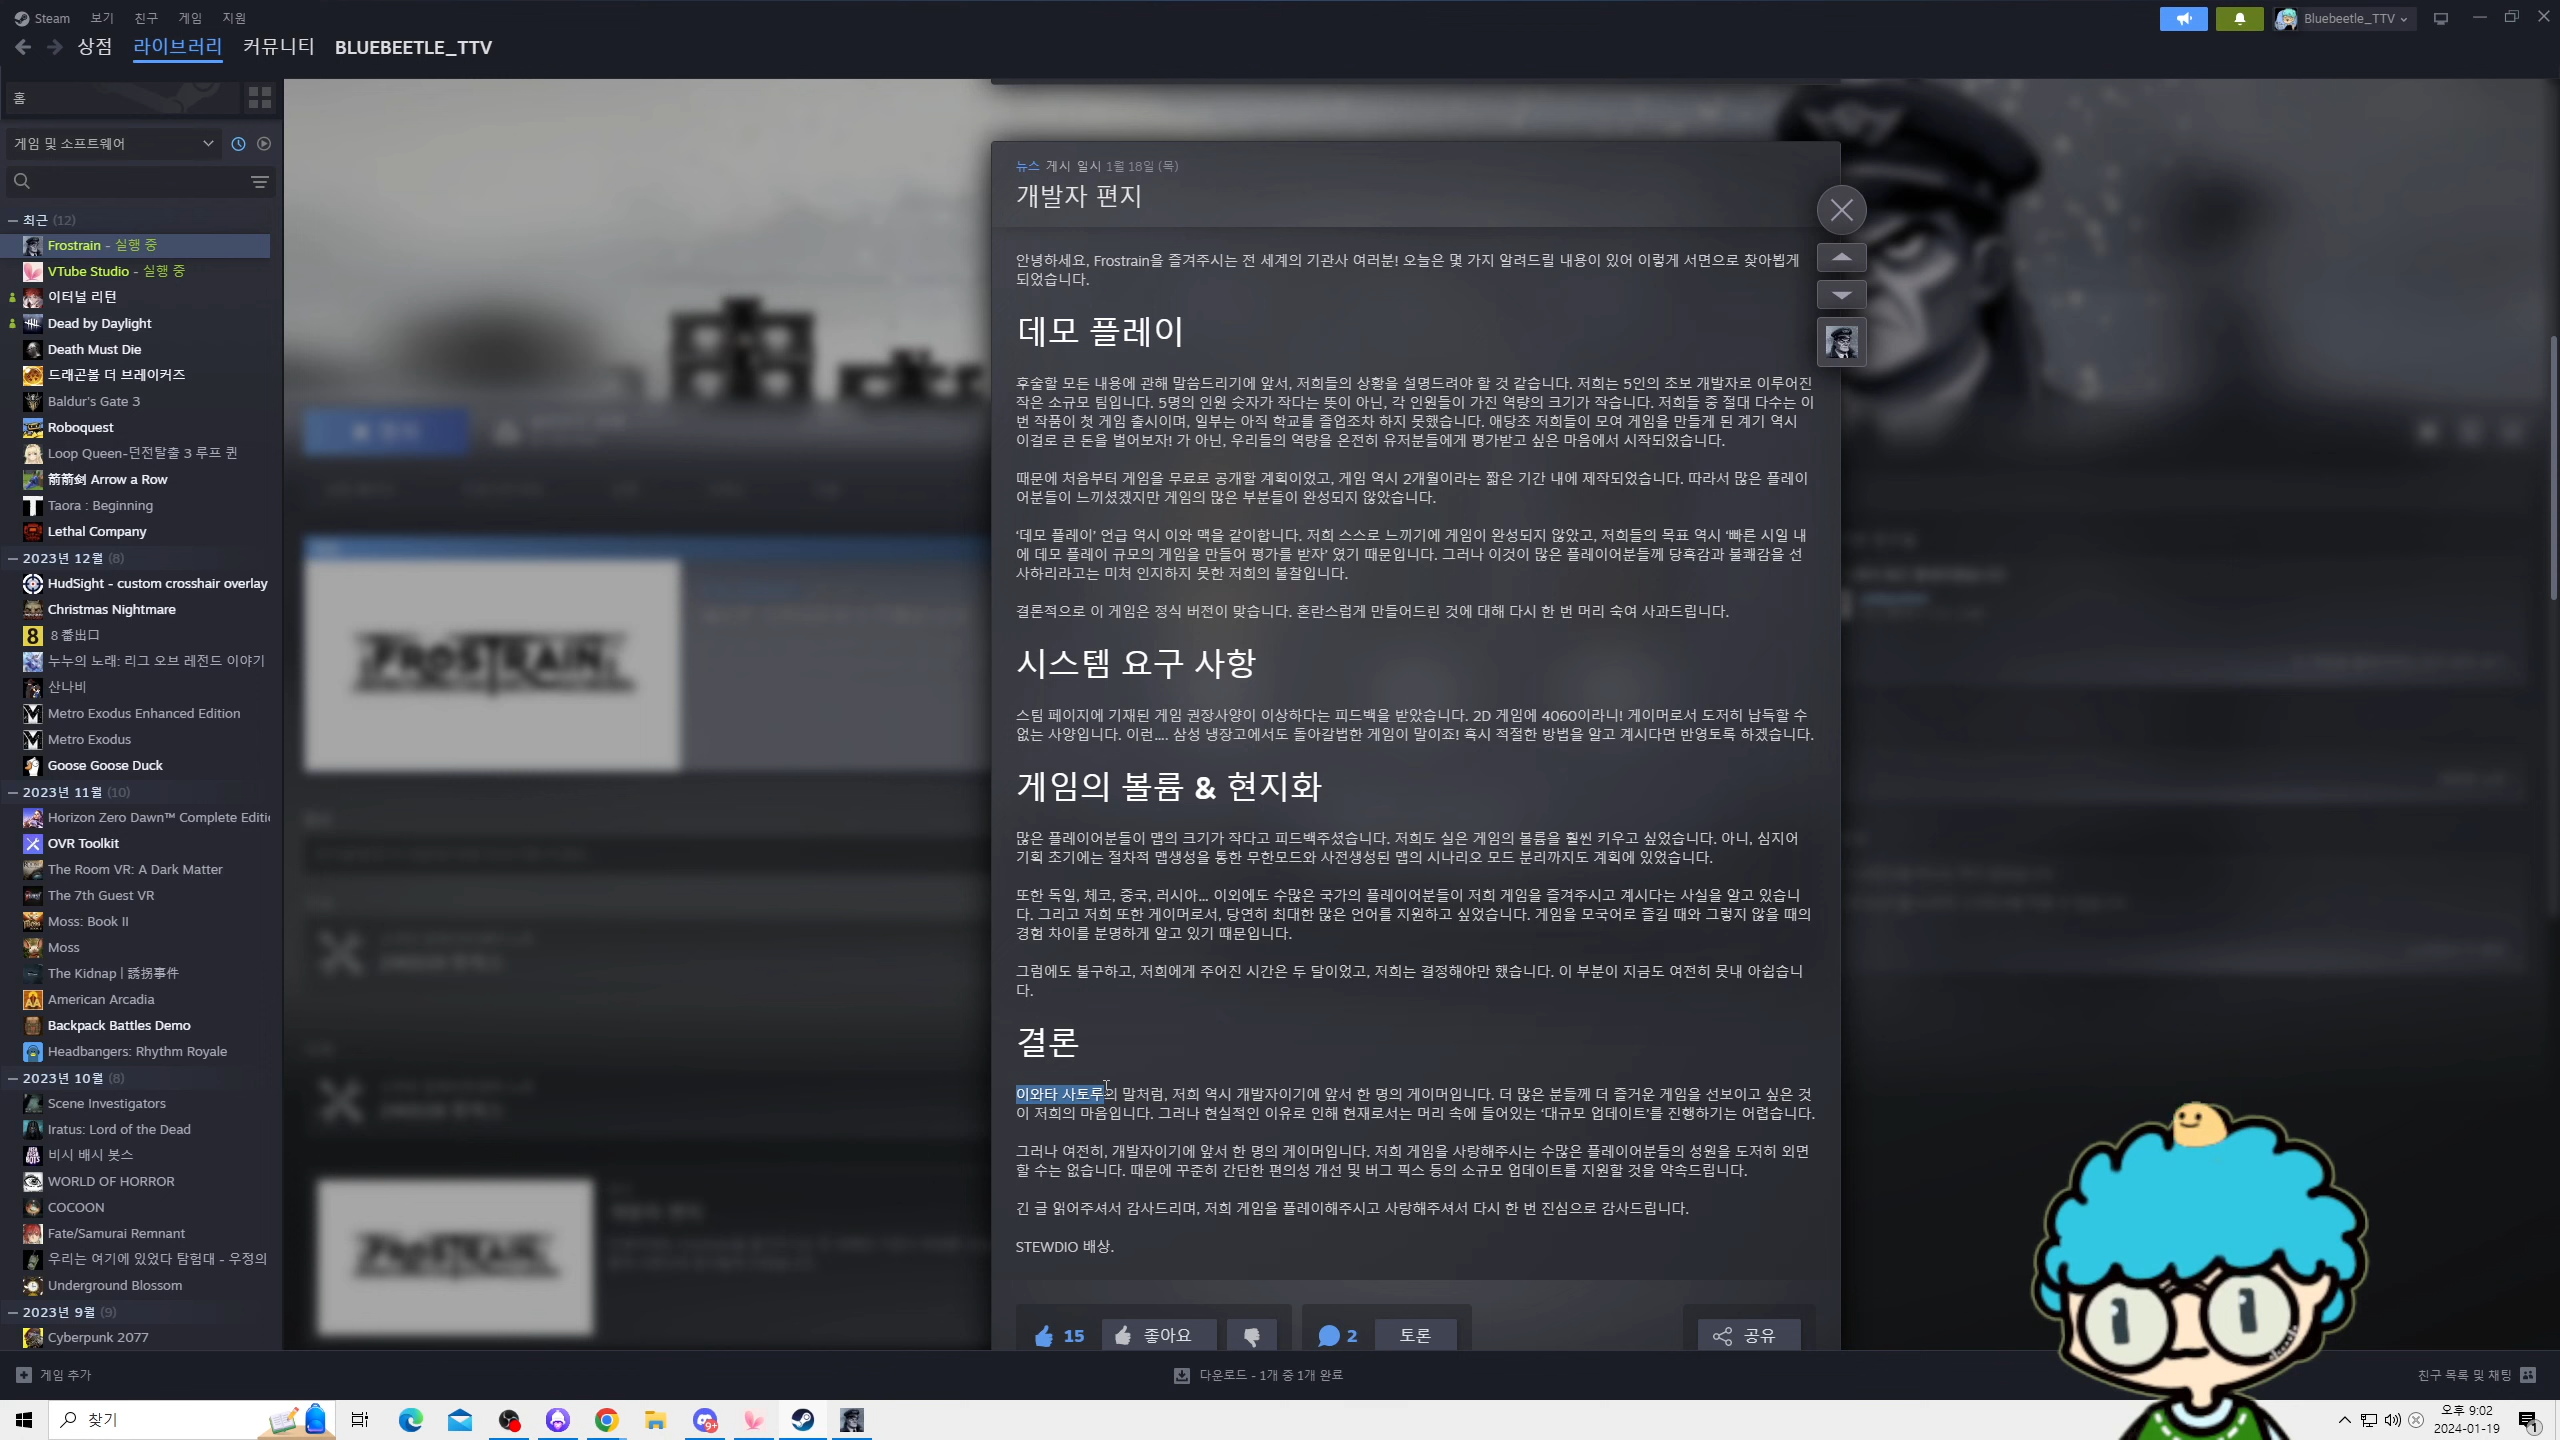 Steam 보기 친구 게임 지원
Bluebeetle_TTV
상점 라이브러리 커뮤니티 BLUEBEETLE_TTV
홈
게임 및 소프트웨어
최근 (12)
Frostrain - 실행 중
VTube Studio - 실행 중
이터널 리턴
Dead by Daylight
Death Must Die
드래곤볼 더 브레이커즈
Baldur's Gate 3
Roboquest
Loop Queen-던전탈출 3 루프 퀸
箭箭剑 Arrow a Row
Taora : Beginning
Lethal Company
2023년 12월 (8)
HudSight - custom crosshair overlay
Christmas Nightmare
8 番出口
누누의 노래: 리그 오브 레전드 이야기
산나비
Metro Exodus Enhanced Edition
Metro Exodus
Goose Goose Duck
2023년 11월 (10)
Horizon Zero Dawn™ Complete Editi
OVR Toolkit
The Room VR: A Dark Matter
The 7th Guest VR
Moss: Book II
Moss
The Kidnap | 誘拐事件
American Arcadia
Backpack Battles Demo
Headbangers: Rhythm Royale
2023년 10월 (8)
Scene Investigators
Iratus: Lord of the Dead
비시 배시 봇스
WORLD OF HORROR
COCOON
Fate/Samurai Remnant
우리는 여기에 있었다 탐험대 - 우정의
Underground Blossom
2023년 9월 (9)
Cyberpunk 2077
게임 추가
FROSTRAIN
FROSTRAIN
뉴스 게시 일시 1월 18일 (목)
개발자 편지
안녕하세요, Frostrain을 즐겨주시는 전 세계의 기관사 여러분! 오늘은 몇 가지 알려드릴 내용이 있어 이렇게 서면으로 찾아뵙게
되었습니다.
데모 플레이
후술할 모든 내용에 관해 말씀드리기에 앞서, 저희들의 상황을 설명드려야 할 것 같습니다. 저희는 5인의 초보 개발자로 이루어진
작은 소규모 팀입니다. 5명의 인원 숫자가 작다는 뜻이 아닌, 각 인원들이 가진 역량의 크기가 작습니다. 저희들 중 절대 다수는 이
번 작품이 첫 게임 출시이며, 일부는 아직 학교를 졸업조차 하지 못했습니다. 애당초 저희들이 모여 게임을 만들게 된 계기 역시
이걸로 큰 돈을 벌어보자! 가 아닌, 우리들의 역량을 온전히 유저분들에게 평가받고 싶은 마음에서 시작되었습니다.
때문에 처음부터 게임을 무료로 공개할 계획이었고, 게임 역시 2개월이라는 짧은 기간 내에 제작되었습니다. 따라서 많은 플레이
어분들이 느끼셨겠지만 게임의 많은 부분들이 완성되지 않았습니다.
‘데모 플레이’ 언급 역시 이와 맥을 같이합니다. 저희 스스로 느끼기에 게임이 완성되지 않았고, 저희들의 목표 역시 ‘빠른 시일 내
에 데모 플레이 규모의 게임을 만들어 평가를 받자’ 였기 때문입니다. 그러나 이것이 많은 플레이어분들께 당혹감과 불쾌감을 선
사하리라고는 미처 인지하지 못한 저희의 불찰입니다.
결론적으로 이 게임은 정식 버전이 맞습니다. 혼란스럽게 만들어드린 것에 대해 다시 한 번 머리 숙여 사과드립니다.
시스템 요구 사항
스팀 페이지에 기재된 게임 권장사양이 이상하다는 피드백을 받았습니다. 2D 게임에 4060이라니! 게이머로서 도저히 납득할 수
없는 사양입니다. 이런.... 삼성 냉장고에서도 돌아갈법한 게임이 말이죠! 혹시 적절한 방법을 알고 계시다면 반영토록 하겠습니다.
게임의 볼륨 & 현지화
많은 플레이어분들이 맵의 크기가 작다고 피드백주셨습니다. 저희도 실은 게임의 볼륨을 훨씬 키우고 싶었습니다. 아니, 심지어
기획 초기에는 절차적 맵생성을 통한 무한모드와 사전생성된 맵의 시나리오 모드 분리까지도 계획에 있었습니다.
또한 독일, 체코, 중국, 러시아... 이외에도 수많은 국가의 플레이어분들이 저희 게임을 즐겨주시고 계시다는 사실을 알고 있습니
다. 그리고 저희 또한 게이머로서, 당연히 최대한 많은 언어를 지원하고 싶었습니다. 게임을 모국어로 즐길 때와 그렇지 않을 때의
경험 차이를 분명하게 알고 있기 때문입니다.
그럼에도 불구하고, 저희에게 주어진 시간은 두 달이었고, 저희는 결정해야만 했습니다. 이 부분이 지금도 여전히 못내 아쉽습니
다.
결론
이와타 사토루의 말처럼, 저희 역시 개발자이기에 앞서 한 명의 게이머입니다. 더 많은 분들께 더 즐거운 게임을 선보이고 싶은 것
이 저희의 마음입니다. 그러나 현실적인 이유로 인해 현재로서는 머리 속에 들어있는 ‘대규모 업데이트’를 진행하기는 어렵습니다.
그러나 여전히, 개발자이기에 앞서 한 명의 게이머입니다. 저희 게임을 사랑해주시는 수많은 플레이어분들의 성원을 도저히 외면
할 수는 없습니다. 때문에 꾸준히 간단한 편의성 개선 및 버그 픽스 등의 소규모 업데이트를 지원할 것을 약속드립니다.
긴 글 읽어주셔서 감사드리며, 저희 게임을 플레이해주시고 사랑해주셔서 다시 한 번 진심으로 감사드립니다.
STEWDIO 배상.
15 좋아요 2 토론 공유
다운로드 - 1개 중 1개 완료
친구 목록 및 채팅
찾기
9+
오후 9:02
2024-01-19
1